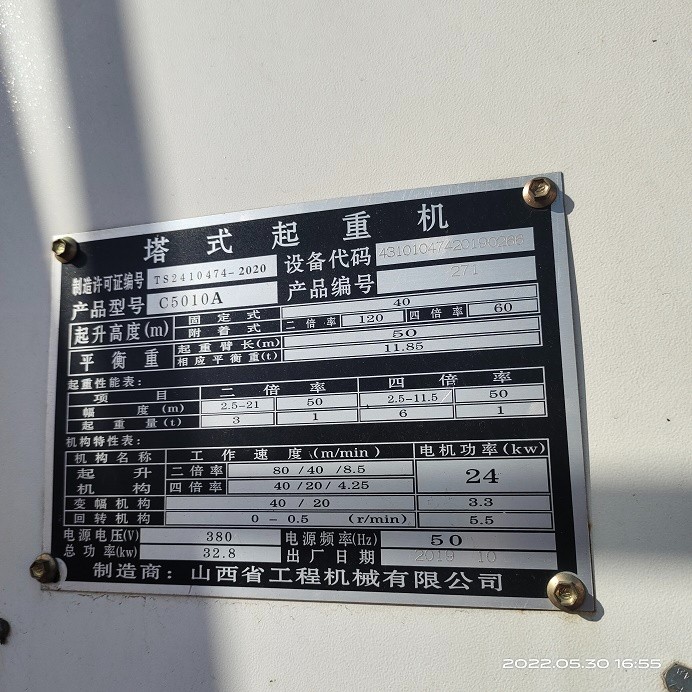 塔式起重机
制造许可证编号 TS2410474-2020 设备代码 43101047420190266
产品型号 C5010A 产品编号 271
起升高度(m) 固定式 40
附着式 二倍率 120 四倍率 60
平衡重 起重臂长(m) 50
相应平衡重(t) 11.85
起重性能表:
项目 二倍率 四倍率
幅度(m) 2.5-21 50 2.5-11.5 50
起重量(t) 3 1 6 1
机构特性表:
机构名称 工作速度(m/min) 电机功率(kw)
起升机构 二倍率 80/40/8.5 24
四倍率 40/20/4.25
变幅机构 40/20 3.3
回转机构 0-0.5 (r/min) 5.5
电源电压(V) 380 电源频率(Hz) 50
总功率(kw) 32.8 出厂日期 2019 10
制造商：山西省工程机械有限公司
2022.05.30 16:55